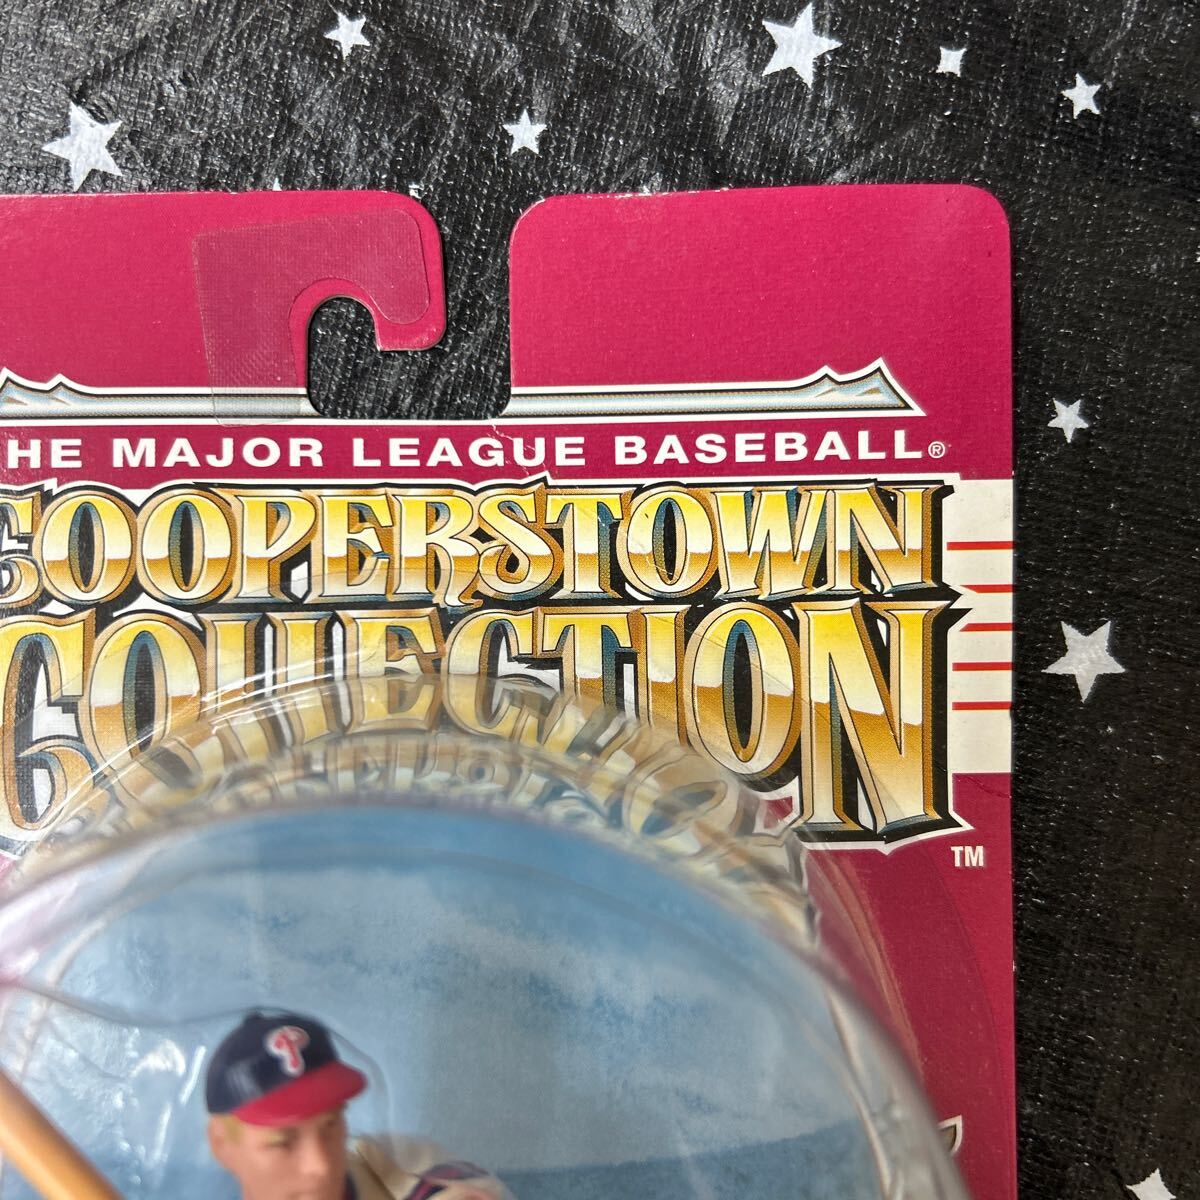 HE MAJOR LEAGUE BASEBALL®
COOPERSTOWN
COLLECTION
TM
P